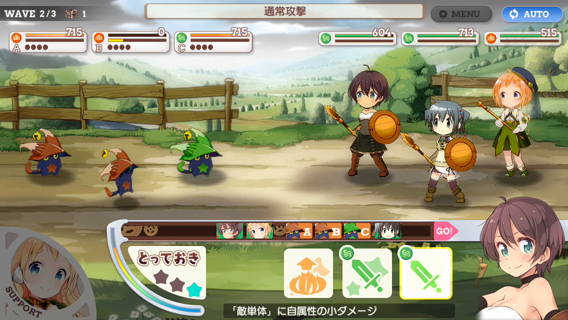 WAVE 2/3 1
通常攻撃
MENU
AUTO
715 0 715 604 713 515
A B C
A B C GO!
とっておき
SUPPORT
「敵単体」に自属性の小ダメージ